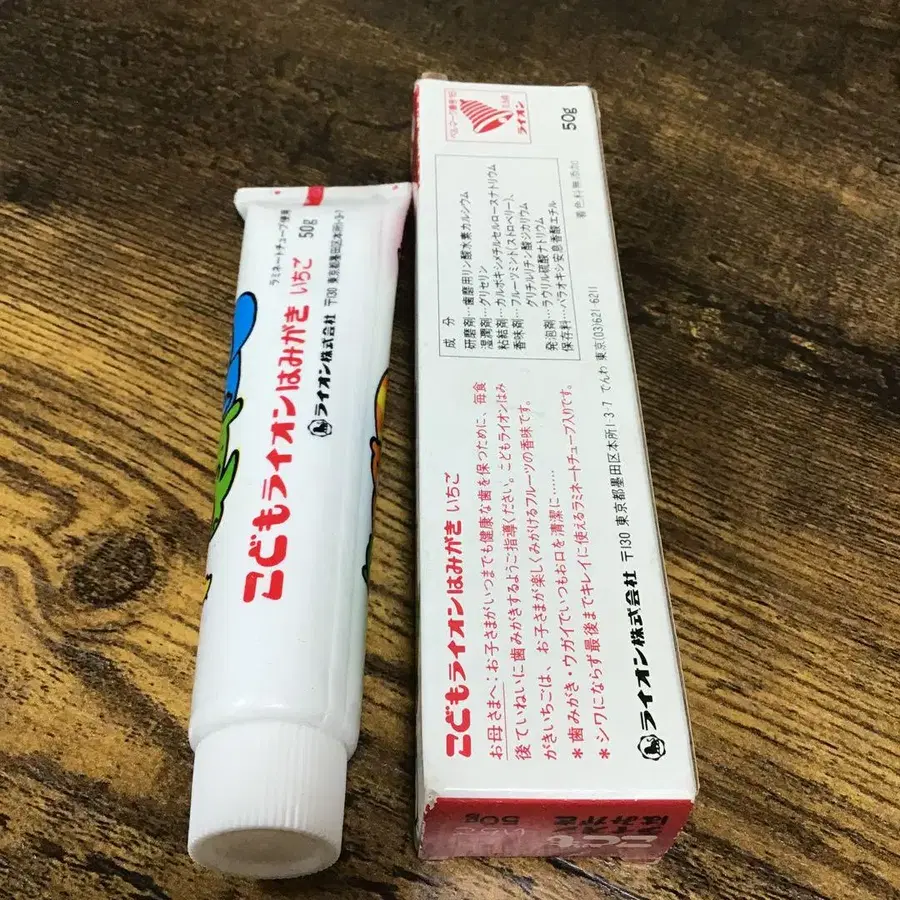 ラミネートチューブ使用
こどもライオンはみがき いちご 50g
ライオン株式会社 〒130 東京都墨田区本所1-3-7
ライオン
50g
成 分
研磨剤…歯磨用リン酸水素カルシウム
湿潤剤…グリセリン
粘結剤…カルボキシメチルセルロースナトリウム
香味剤…フルーツミント(ストロベリー)、
グリチルリチン酸ジカリウム
発泡剤…ラウリル硫酸ナトリウム
保存料…パラオキシ安息香酸エチル
着色料無添加
こどもライオンはみがき いちご
お母さまへ:お子さまがいつまでも健康な歯を保つために、毎食
後ていねいに歯みがきするようご指導ください。こどもライオンはみ
がきいちごは、お子さまが楽しくみがけるフルーツの香味です。
*歯みがき・ウガイでいつもお口を清潔に……
*シワにならず最後までキレイに使えるラミネートチューブ入りです。
ライオン株式会社 〒130 東京都墨田区本所1-3-7 でんわ 東京(03)621-6211